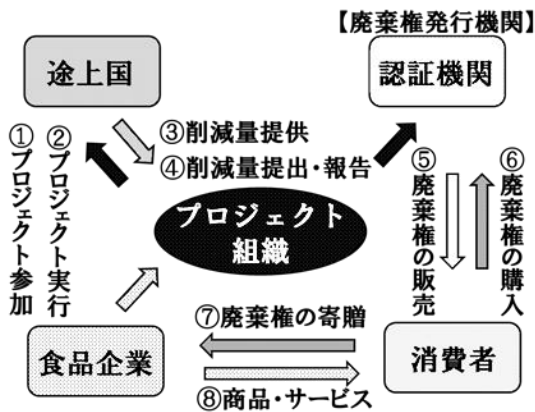 【廃棄権発行機関】
途上国
認証機関
③削減量提供
④削減量提出・報告
①プロジェクト参加
②プロジェクト実行
プロジェクト
組織
⑤廃棄権の販売
⑥廃棄権の購入
⑦廃棄権の寄贈
食品企業
消費者
⑧商品・サービス